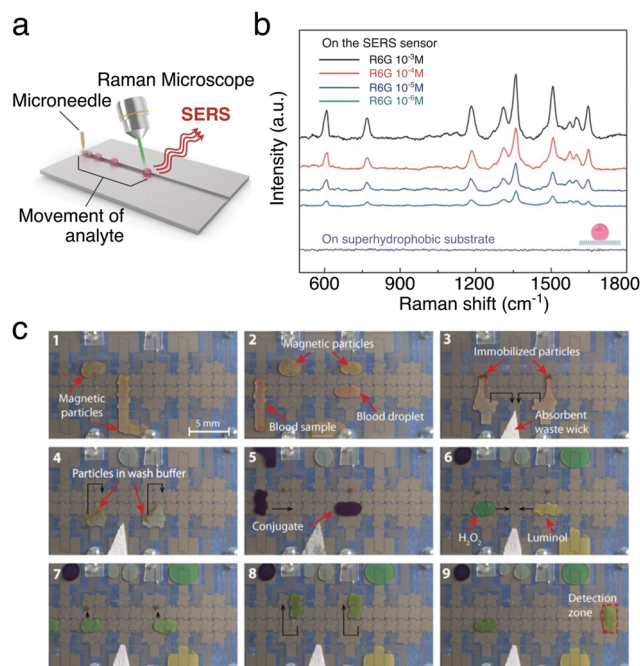 a
Microneedle
Raman Microscope
SERS
Movement of
analyte
b
Intensity (a.u.)
On the SERS sensor
R6G 10⁻³M
R6G 10⁻⁴M
R6G 10⁻⁵M
R6G 10⁻⁶M
On superhydrophobic substrate
600 900 1200 1500 1800
Raman shift (cm⁻¹)
c
1
Magnetic
particles
5 mm
2
Magnetic particles
Blood sample
Blood droplet
3
Immobilized particles
Absorbent
waste wick
4
Particles in wash buffer
5
Conjugate
6
H₂O₂
Luminol
7
8
9
Detection
zone